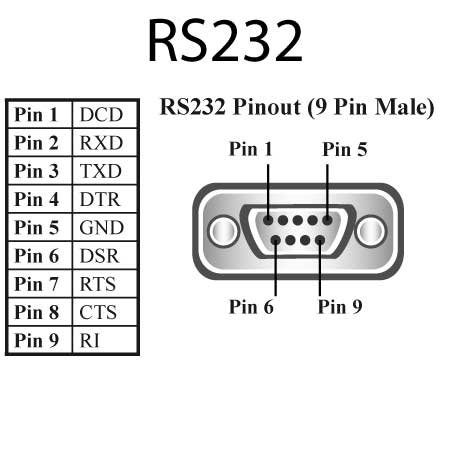 RS232
Pin 1 DCD
Pin 2 RXD
Pin 3 TXD
Pin 4 DTR
Pin 5 GND
Pin 6 DSR
Pin 7 RTS
Pin 8 CTS
Pin 9 RI
RS232 Pinout (9 Pin Male)
Pin 1 Pin 5
Pin 6 Pin 9